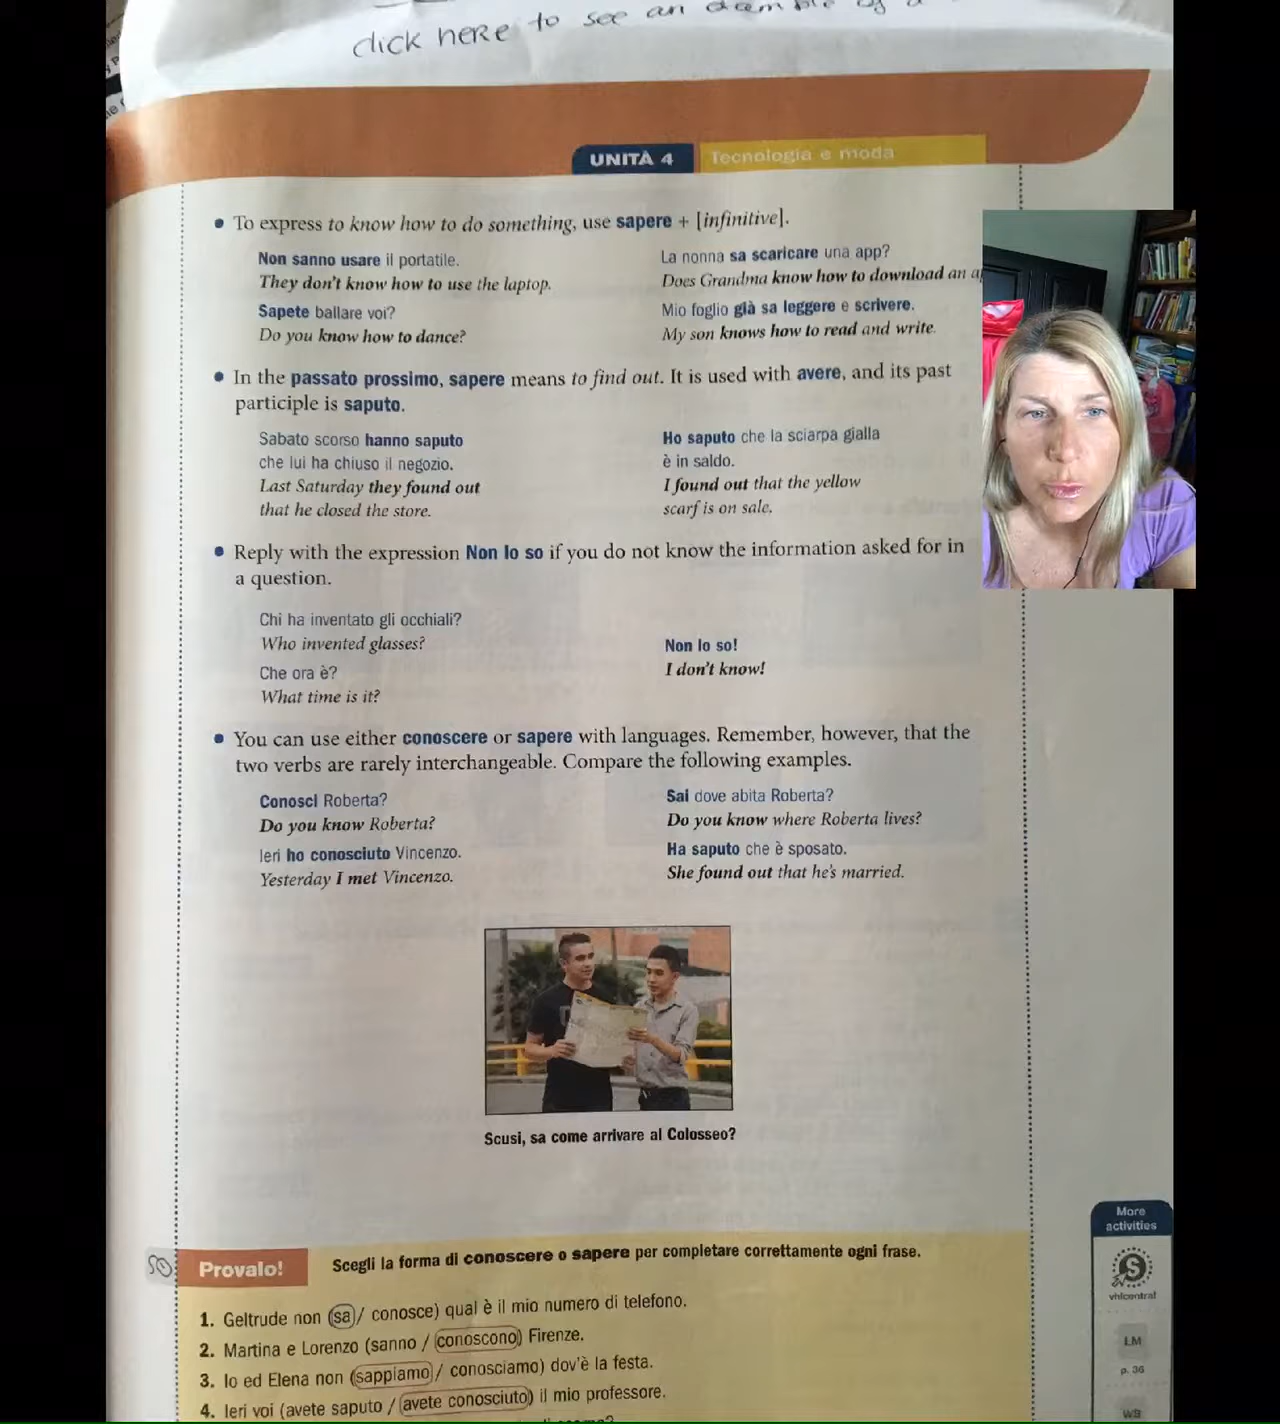 click here to see an
UNITÀ 4 Tecnologia e moda
• To express to know how to do something, use sapere + [infinitive].
Non sanno usare il portatile.
They don't know how to use the laptop.
Sapete ballare voi?
Do you know how to dance?
La nonna sa scaricare una app?
Does Grandma know how to download an
Mio foglio già sa leggere e scrivere.
My son knows how to read and write.
• In the passato prossimo, sapere means to find out. It is used with avere, and its past
participle is saputo.
Sabato scorso hanno saputo
che lui ha chiuso il negozio.
Last Saturday they found out
that he closed the store.
Ho saputo che la sciarpa gialla
è in saldo.
I found out that the yellow
scarf is on sale.
• Reply with the expression Non lo so if you do not know the information asked for in
a question.
Chi ha inventato gli occhiali?
Who invented glasses?
Che ora è?
What time is it?
Non lo so!
I don't know!
• You can use either conoscere or sapere with languages. Remember, however, that the
two verbs are rarely interchangeable. Compare the following examples.
Conosci Roberta?
Do you know Roberta?
Ieri ho conosciuto Vincenzo.
Yesterday I met Vincenzo.
Sai dove abita Roberta?
Do you know where Roberta lives?
Ha saputo che è sposato.
She found out that he's married.
Scusi, sa come arrivare al Colosseo?
Provalo! Scegli la forma di conoscere o sapere per completare correttamente ogni frase.
1. Geltrude non (sa / conosce) qual è il mio numero di telefono.
2. Martina e Lorenzo (sanno / conoscono) Firenze.
3. Io ed Elena non (sappiamo / conosciamo) dov'è la festa.
4. Ieri voi (avete saputo / avete conosciuto) il mio professore.
More
activities
S
vhlcentral
LM
p. 36
WB